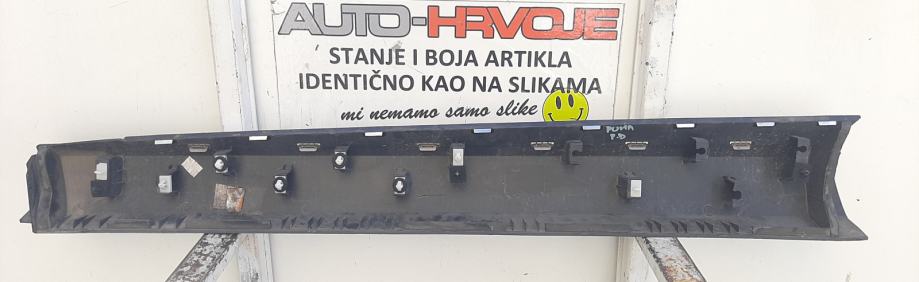 AUTO-HRVOJE
STANJE I BOJA ARTIKLA
IDENTIČNO KAO NA SLIKAMA
mi nemamo samo slike
PUMA
P.D